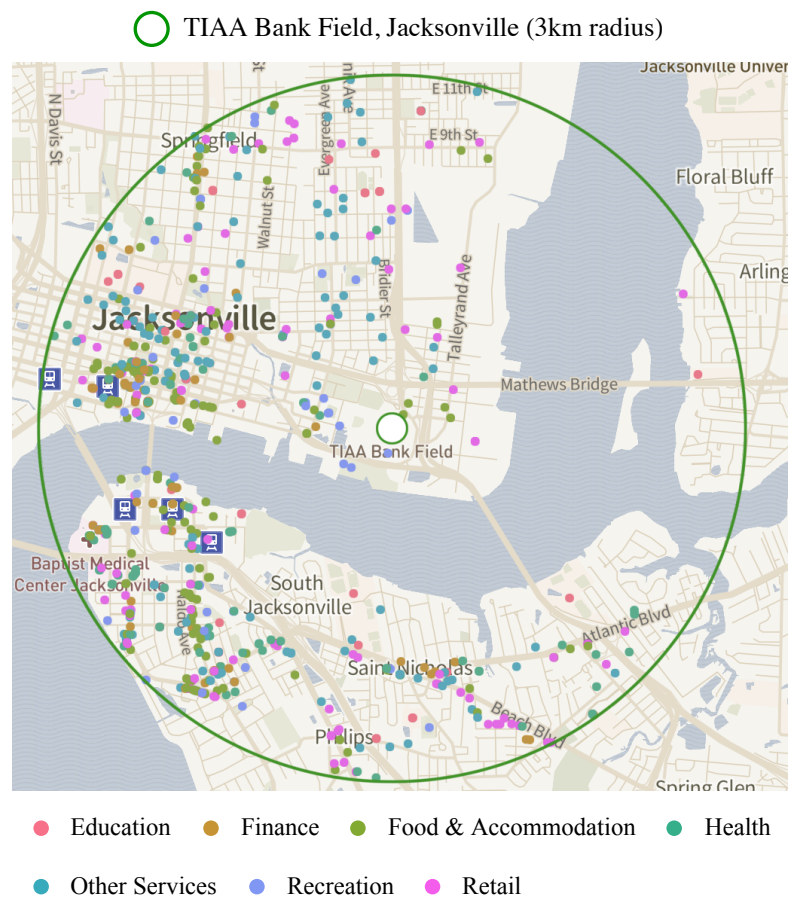 TIAA Bank Field, Jacksonville (3km radius)
Jacksonville Univer
E 11th St
N Davis St
Evergreen Ave
E 9th St
Springfield
Floral Bluff
Walnut St
Arling
Bridier St
Talleyrand Ave
Jacksonville
Mathews Bridge
TIAA Bank Field
Baptist Medical
Center Jacksonville
South
Jacksonville
Atlantic Blvd
Saint Nicholas
Beach Blvd
Philips
Spring Glen
Education
Finance
Food & Accommodation
Health
Other Services
Recreation
Retail